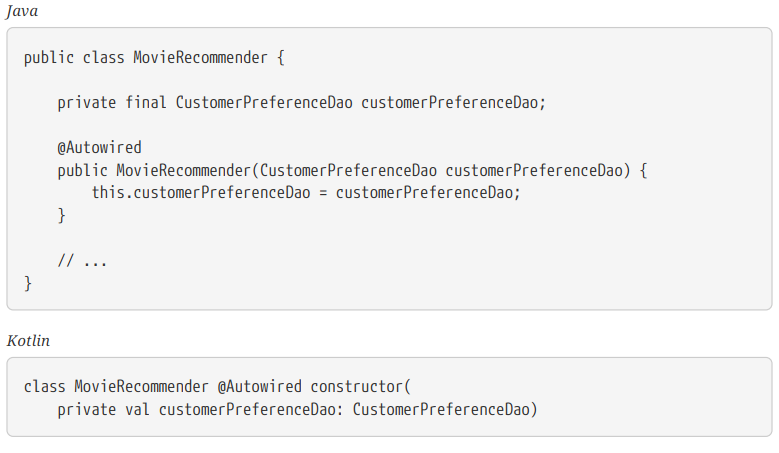 Java
public class MovieRecommender {
    private final CustomerPreferenceDao customerPreferenceDao;
    @Autowired
    public MovieRecommender(CustomerPreferenceDao customerPreferenceDao) {
        this.customerPreferenceDao = customerPreferenceDao;
    }
    // ...
}
Kotlin
class MovieRecommender @Autowired constructor(
    private val customerPreferenceDao: CustomerPreferenceDao)